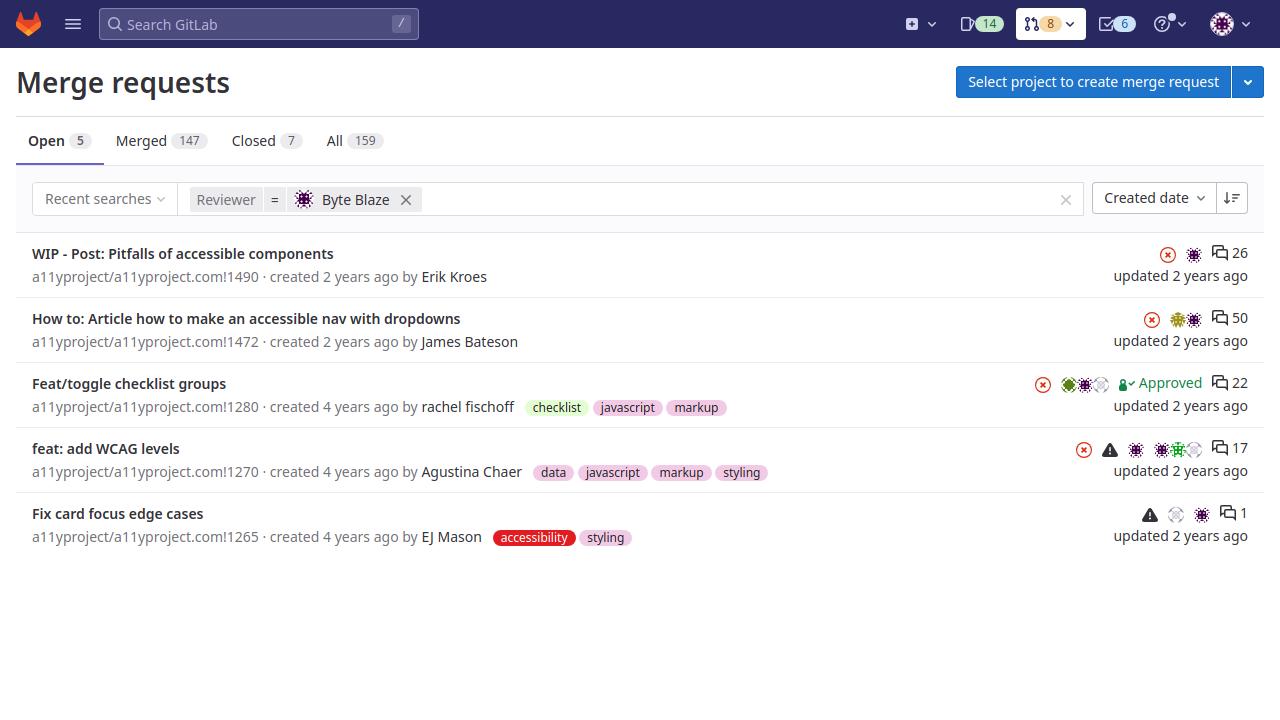 Search GitLab
/
14
8
6
Merge requests
Select project to create merge request
Open 5
Merged 147
Closed 7
All 159
Recent searches
Reviewer = Byte Blaze
Created date
WIP - Post: Pitfalls of accessible components
26
a11yproject/a11yproject.com!1490 · created 2 years ago by Erik Kroes
updated 2 years ago
How to: Article how to make an accessible nav with dropdowns
50
a11yproject/a11yproject.com!1472 · created 2 years ago by James Bateson
updated 2 years ago
Feat/toggle checklist groups
Approved 22
a11yproject/a11yproject.com!1280 · created 4 years ago by rachel fischoff checklist javascript markup
updated 2 years ago
feat: add WCAG levels
17
a11yproject/a11yproject.com!1270 · created 4 years ago by Agustina Chaer data javascript markup styling
updated 2 years ago
Fix card focus edge cases
1
a11yproject/a11yproject.com!1265 · created 4 years ago by EJ Mason accessibility styling
updated 2 years ago